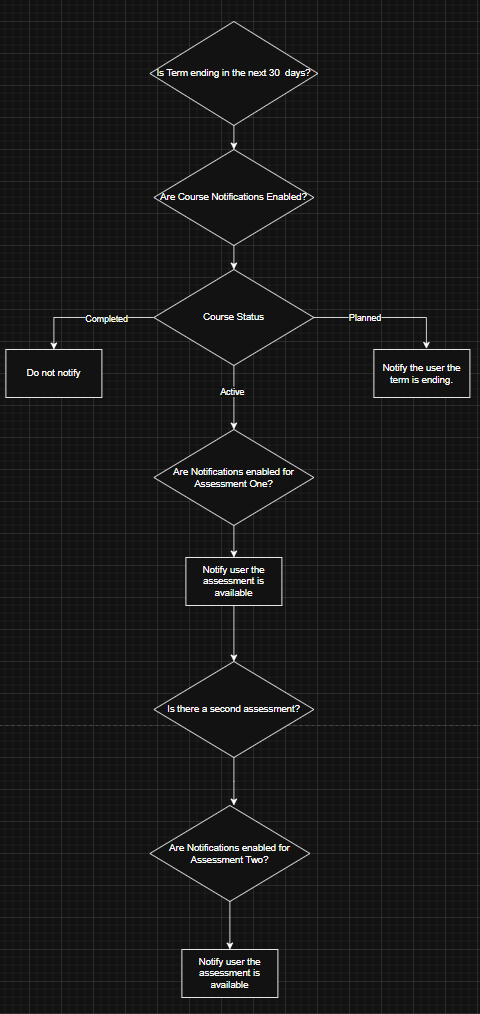 Is Term ending in the next 30 days?
Are Course Notifications Enabled?
Course Status
Completed
Planned
Do not notify
Notify the user the
term is ending.
Active
Are Notifications enabled for
Assessment One?
Notify user the
assessment is
available
Is there a second assessment?
Are Notifications enabled for
Assessment Two?
Notify user the
assessment is
available